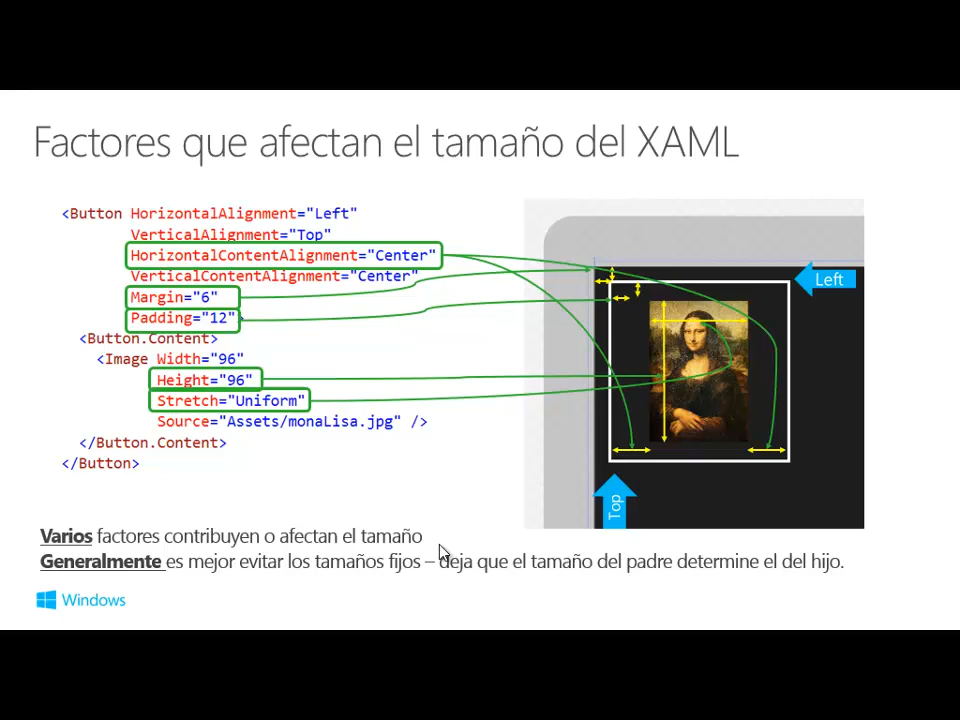 Factores que afectan el tamaño del XAML
<Button HorizontalAlignment="Left"
VerticalAlignment="Top"
HorizontalContentAlignment="Center"
VerticalContentAlignment="Center"
Margin="6"
Padding="12">
<Button.Content>
<Image Width="96"
Height="96"
Stretch="Uniform"
Source="Assets/monaLisa.jpg" />
</Button.Content>
</Button>
Left
Top
Varios factores contribuyen o afectan el tamaño
Generalmente es mejor evitar los tamaños fijos – deja que el tamaño del padre determine el del hijo.
Windows